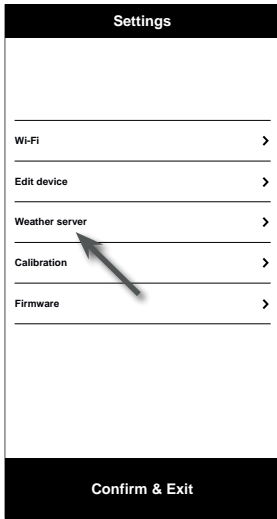 Settings
Wi-Fi
Edit device
Weather server
Calibration
Firmware
Confirm & Exit